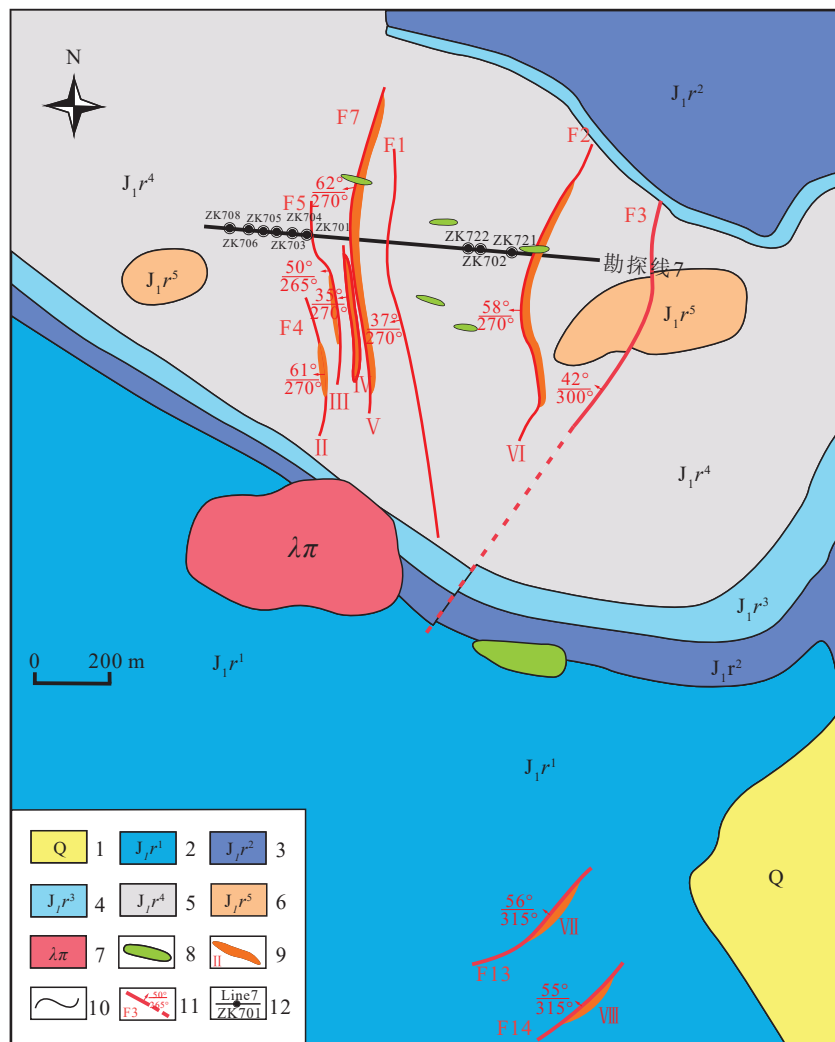 N
J₁r²
F7
F1
F2
J₁r⁴
62°
270°
F5
F3
ZK708
ZK705
ZK704
ZK706
ZK703
ZK701
ZK722
ZK721
ZK702
勘探线7
J₁r⁵
50°
265°
35°
270°
F4
37°
270°
58°
270°
J₁r⁵
61°
270°
III
IV
V
II
VI
42°
300°
J₁r⁴
λπ
J₁r³
0 200 m
J₁r¹
J₁r²
J₁r¹
56°
315°
VII
F13
55°
315°
VIII
F14
Q
Q 1 J₁r¹ 2 J₁r² 3
J₁r³ 4 J₁r⁴ 5 J₁r⁵ 6
λπ 7 8 II 9
10 F3 50° 265° 11 Line7 ZK701 12